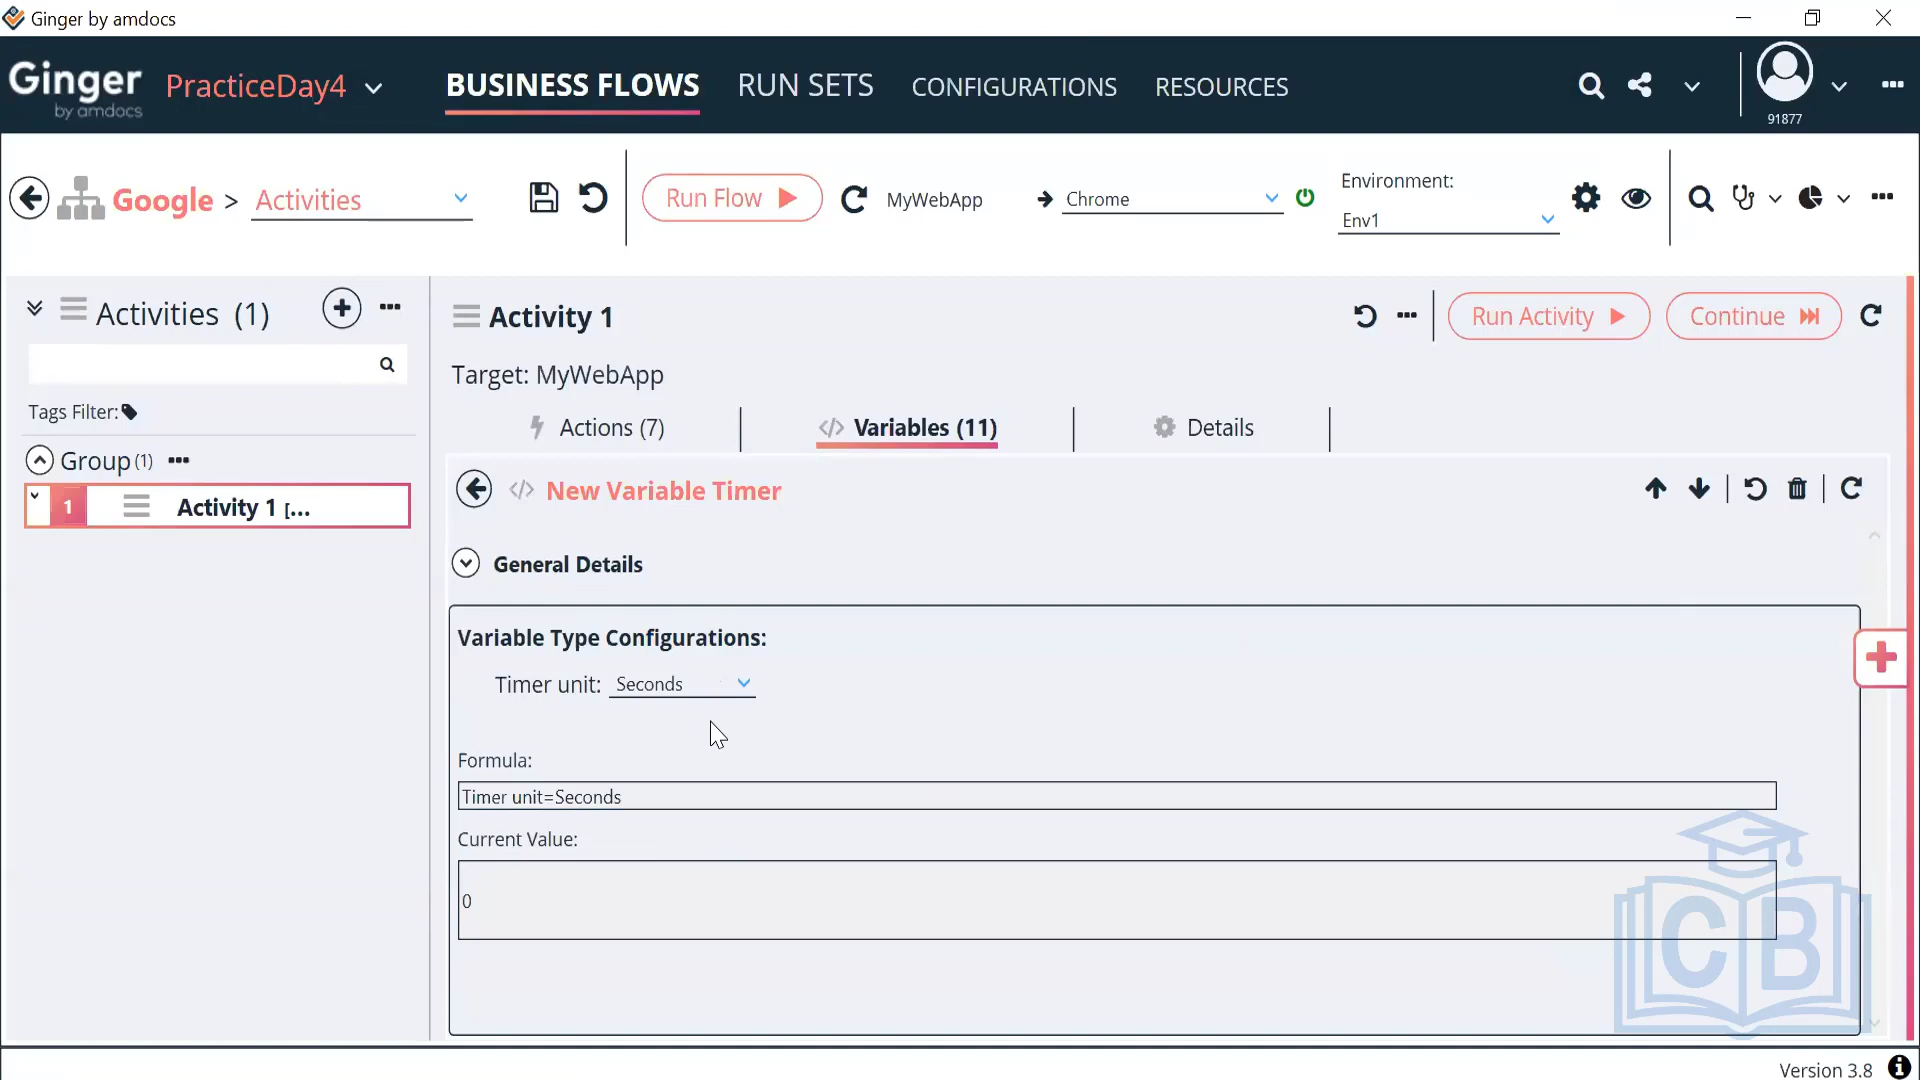 Ginger by amdocs
Ginger by amdocs PracticeDay4 BUSINESS FLOWS RUN SETS CONFIGURATIONS RESOURCES
91877
Google > Activities Run Flow MyWebApp Chrome Environment: Env1
Activities (1)
Tags Filter:
Group (1)
1 Activity 1 [...
Activity 1 Run Activity Continue
Target: MyWebApp
Actions (7) Variables (11) Details
New Variable Timer
General Details
Variable Type Configurations:
Timer unit: Seconds
Formula:
Timer unit=Seconds
Current Value:
0
CB
Version 3.8